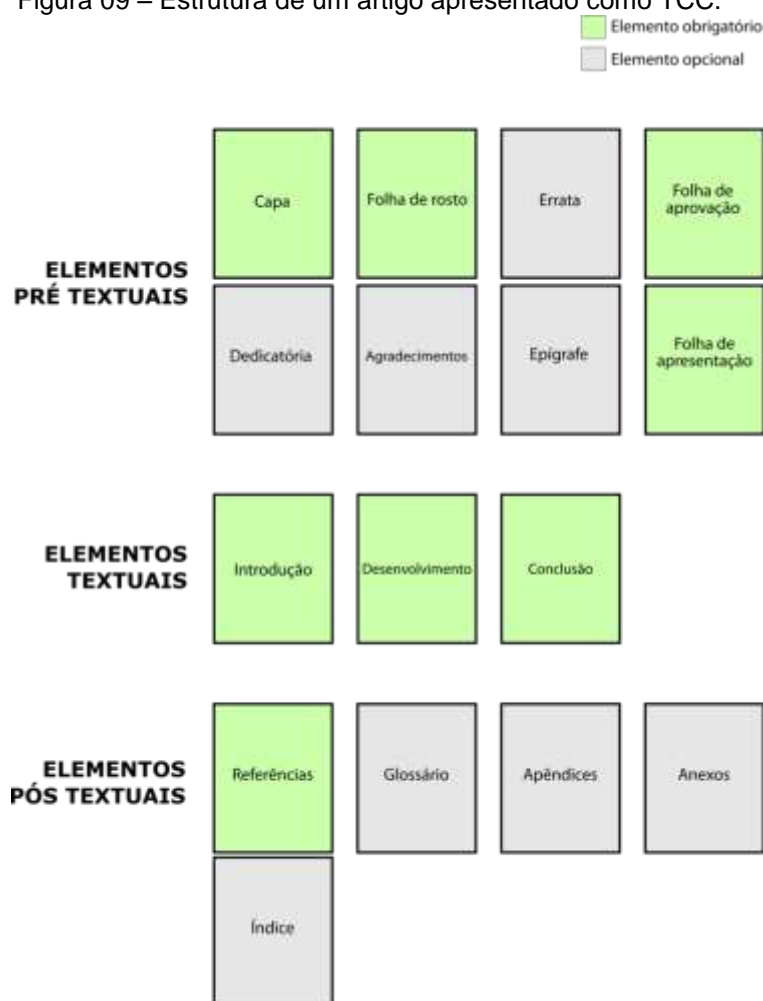 Figura 09 – Estrutura de um artigo apresentado como TCC.
Elemento obrigatório
Elemento opcional
ELEMENTOS
PRÉ TEXTUAIS
Capa
Folha de rosto
Errata
Folha de
aprovação
Dedicatória
Agradecimentos
Epígrafe
Folha de
apresentação
ELEMENTOS
TEXTUAIS
Introdução
Desenvolvimento
Conclusão
ELEMENTOS
PÓS TEXTUAIS
Referências
Glossário
Apêndices
Anexos
Índice